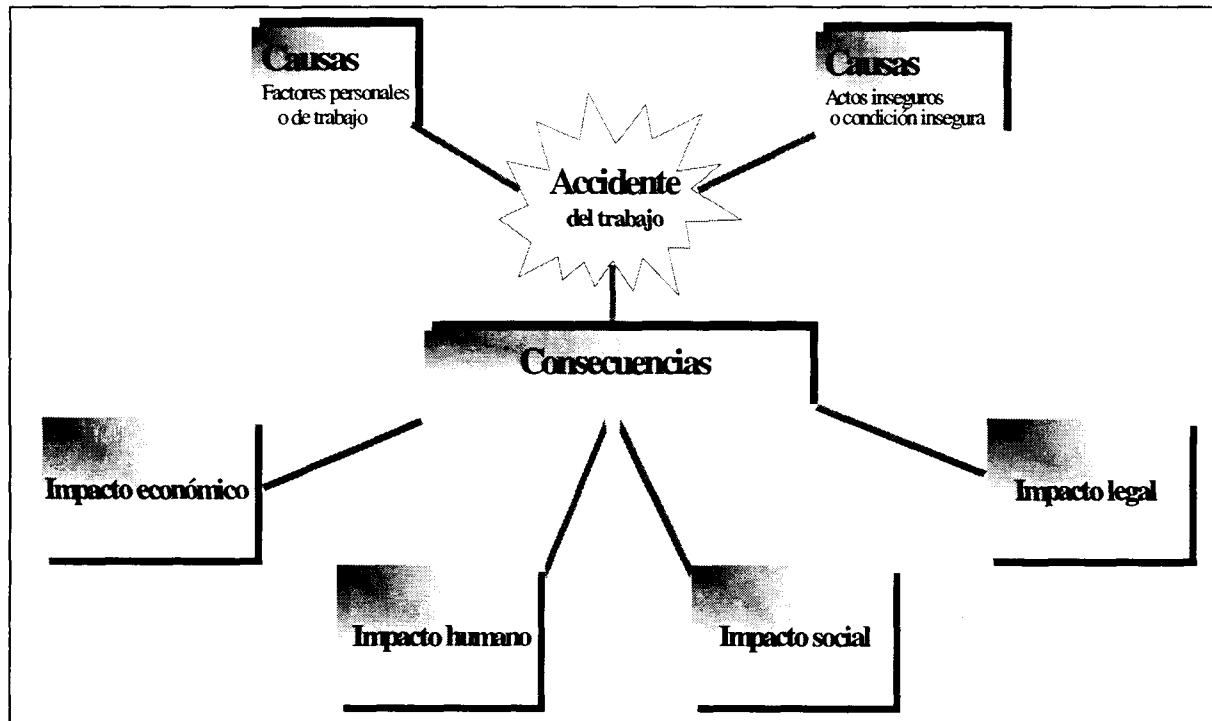 Causas
Factores personales
o de trabajo
Causas
Actos inseguros
o condición insegura
Accidente
del trabajo
Consecuencias
Impacto económico
Impacto legal
Impacto humano
Impacto social